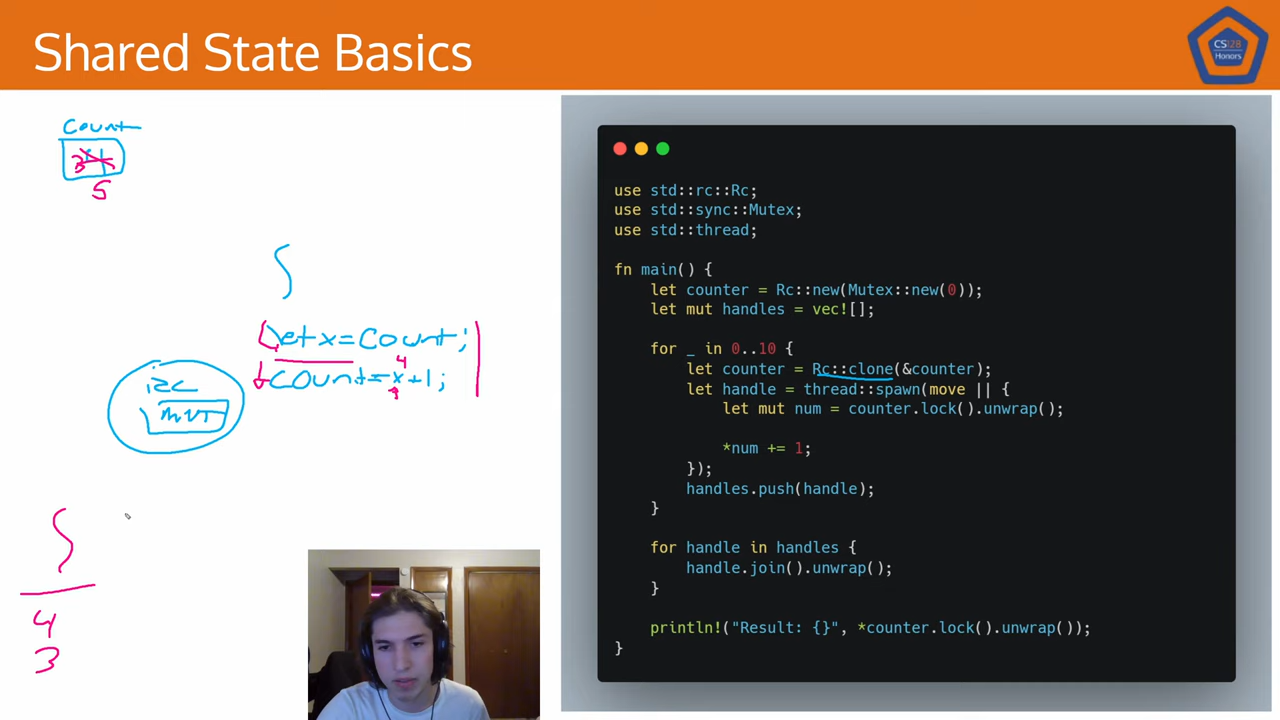 Shared State Basics
CS128
Honors
Count
5
let x = Count;
4
Count = x + 1;
mut
4
3
use std::rc::Rc;
use std::sync::Mutex;
use std::thread;
fn main() {
let counter = Rc::new(Mutex::new(0));
let mut handles = vec![];
for _ in 0..10 {
let counter = Rc::clone(&counter);
let handle = thread::spawn(move || {
let mut num = counter.lock().unwrap();
*num += 1;
});
handles.push(handle);
}
for handle in handles {
handle.join().unwrap();
}
println!("Result: {}", *counter.lock().unwrap());
}